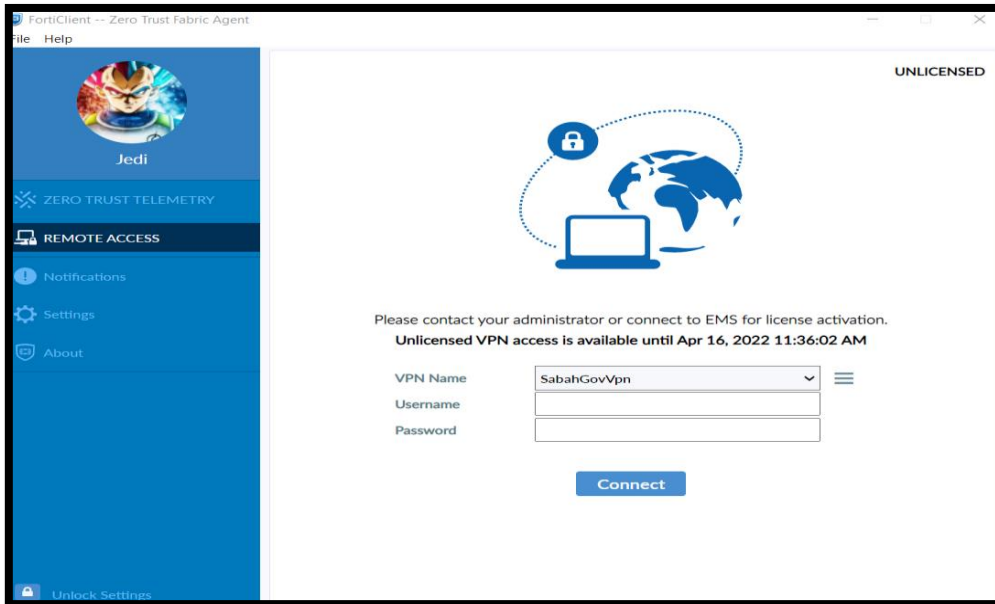 FortiClient -- Zero Trust Fabric Agent
File Help
UNLICENSED
Jedi
ZERO TRUST TELEMETRY
REMOTE ACCESS
Notifications
Settings
About
Please contact your administrator or connect to EMS for license activation.
Unlicensed VPN access is available until Apr 16, 2022 11:36:02 AM
VPN Name SabahGovVpn
Username
Password
Connect
Unlock Settings